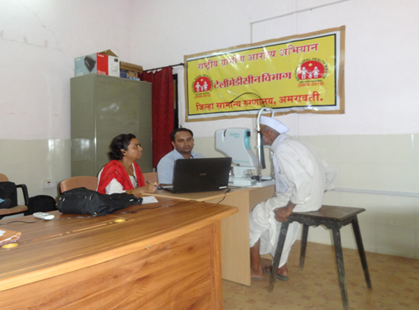 राष्ट्रीय ग्रामीण आरोग्य अभियान
टेलीमेडीसीन विभाग
जिल्हा सामान्य रुग्णालय, अमरावती.